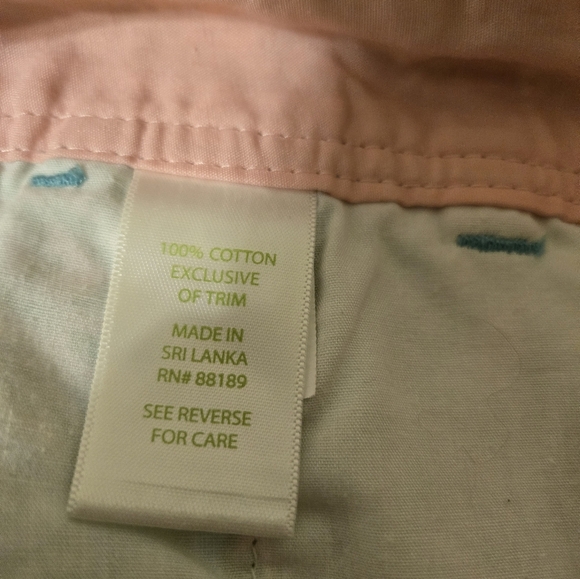 100% COTTON
EXCLUSIVE
OF TRIM
MADE IN
SRI LANKA
RN# 88189
SEE REVERSE
FOR CARE